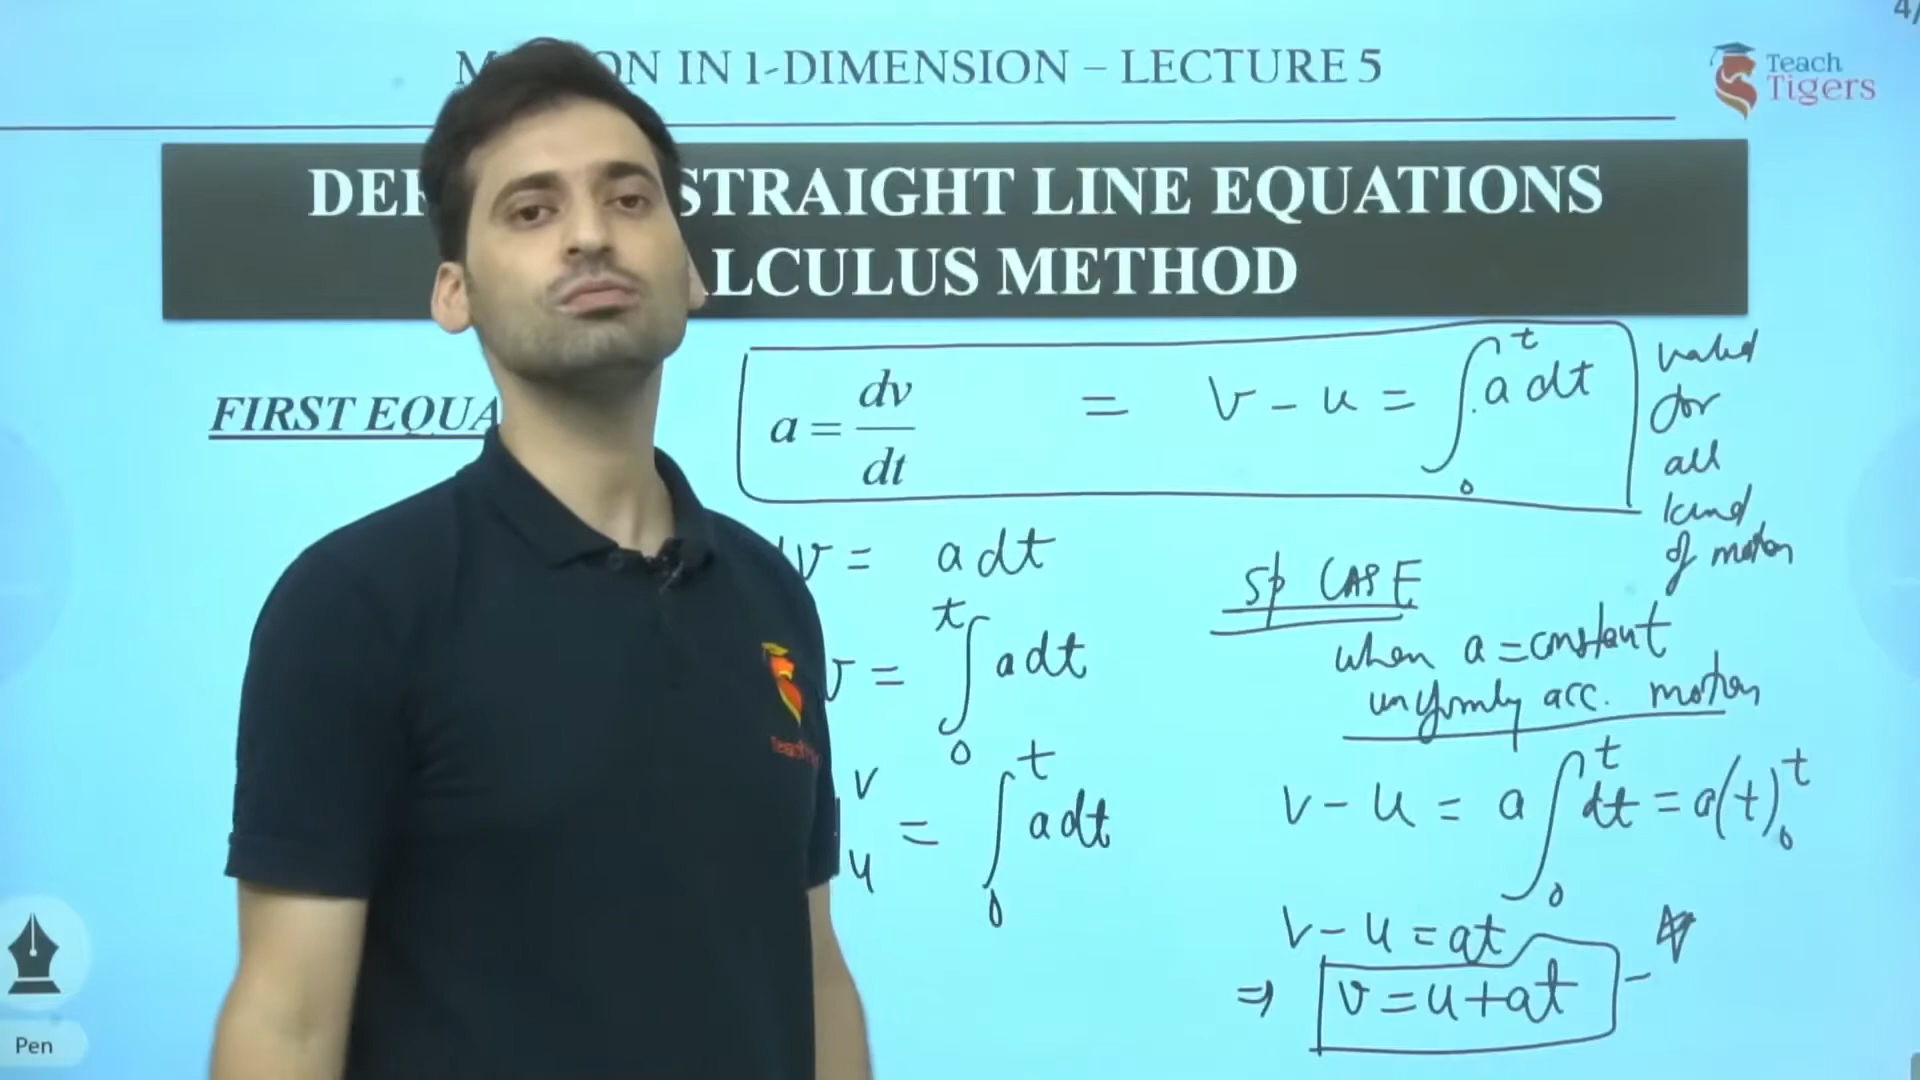 4/
ON IN 1-DIMENSION – LECTURE 5
Teach
Tigers
STRAIGHT LINE EQUATIONS
LCULUS METHOD
FIRST EQUA
a = dv/dt = v - u = ∫₀ᵗ a dt
valid
for
all
kind
of motion
v = a dt
v = ∫₀ᵗ a dt
v u = ∫₀ᵗ a dt
Sp CASE
when a = constant
uniformly acc. motion
v - u = a ∫₀ᵗ dt = a(t)₀ᵗ
v - u = at
⇒ v = u + at
Pen